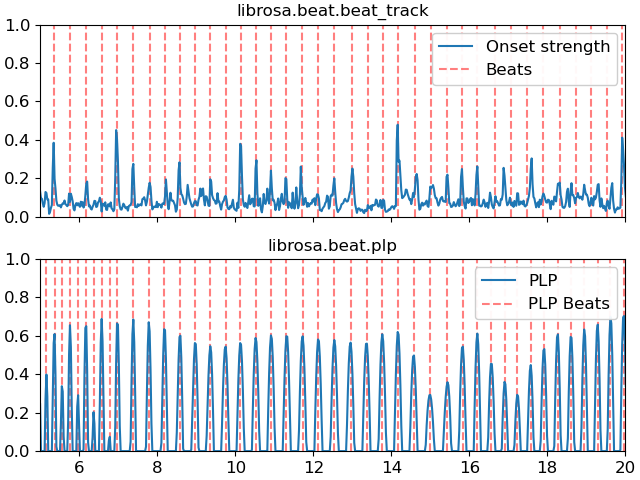 librosa.beat.beat_track
1.0
0.8
0.6
0.4
0.2
0.0
Onset strength
Beats
librosa.beat.plp
1.0
0.8
0.6
0.4
0.2
0.0
PLP
PLP Beats
6 8 10 12 14 16 18 20